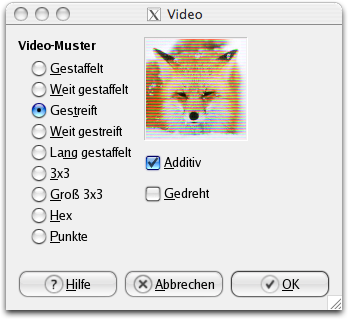 Video
Video-Muster
Gestaffelt
Weit gestaffelt
Gestreift
Weit gestreift
Lang gestaffelt
3x3
Groß 3x3
Hex
Punkte
Additiv
Gedreht
Hilfe
Abbrechen
OK